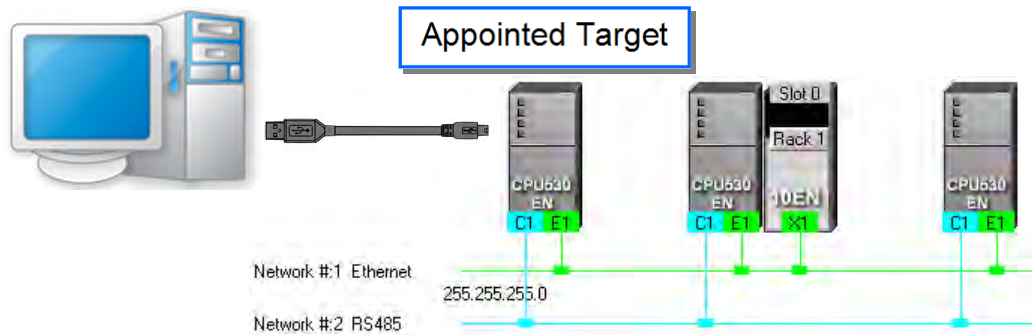 Appointed Target
Slot 0
Rack 1
CPU530
EN
C1 E1
CPU530
EN
C1 E1
10EN
X1
CPU530
EN
C1 E1
Network #:1 Ethernet
255.255.255.0
Network #:2 RS485